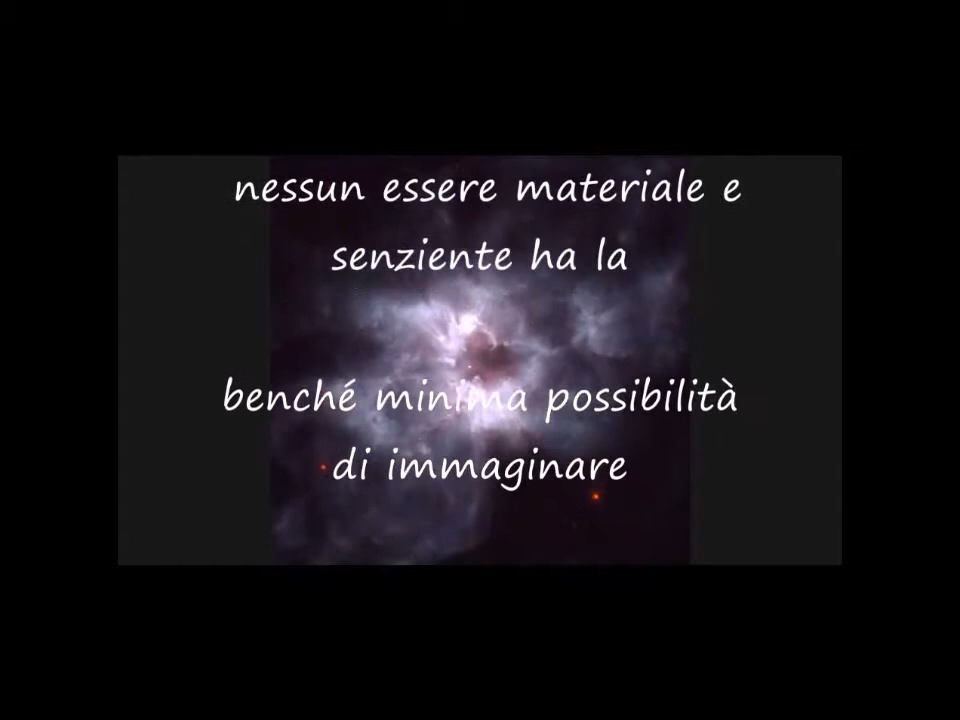 nessun essere materiale e
senziente ha la
benché minima possibilità
di immaginare